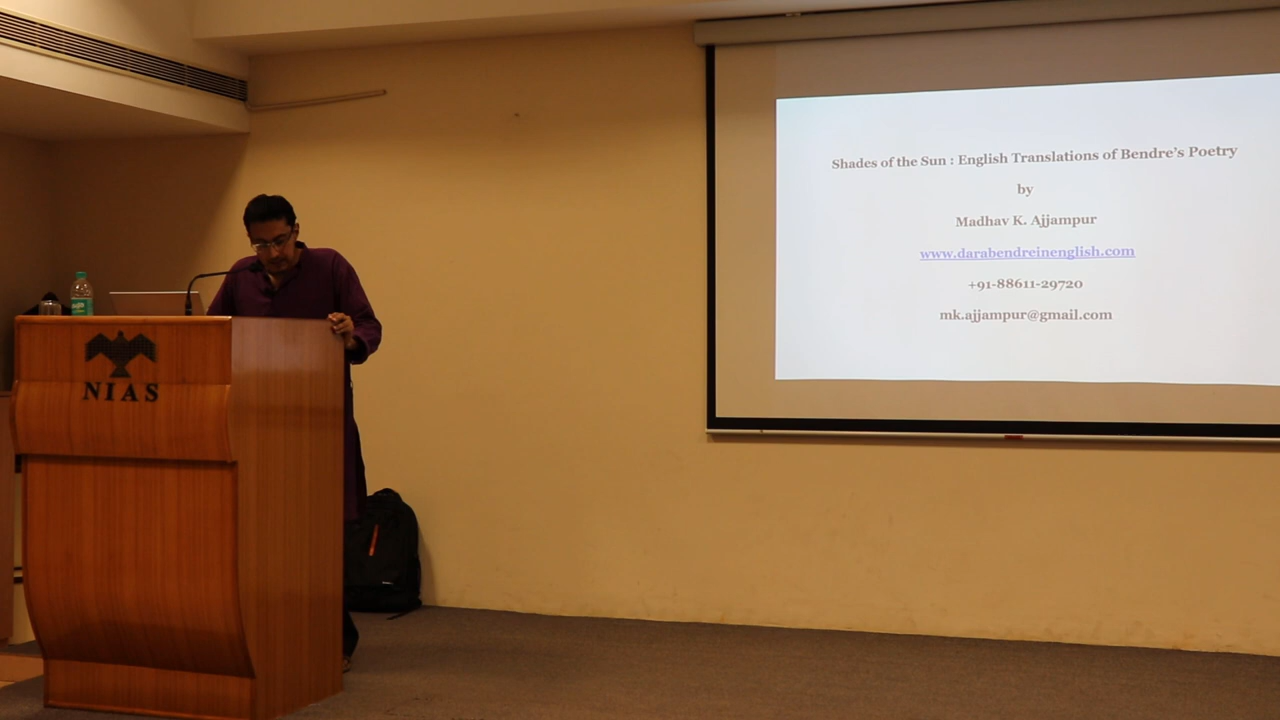 Shades of the Sun : English Translations of Bendre's Poetry
by
Madhav K. Ajjampur
www.darabendreinenglish.com
+91-88611-29720
mk.ajjampur@gmail.com
NIAS